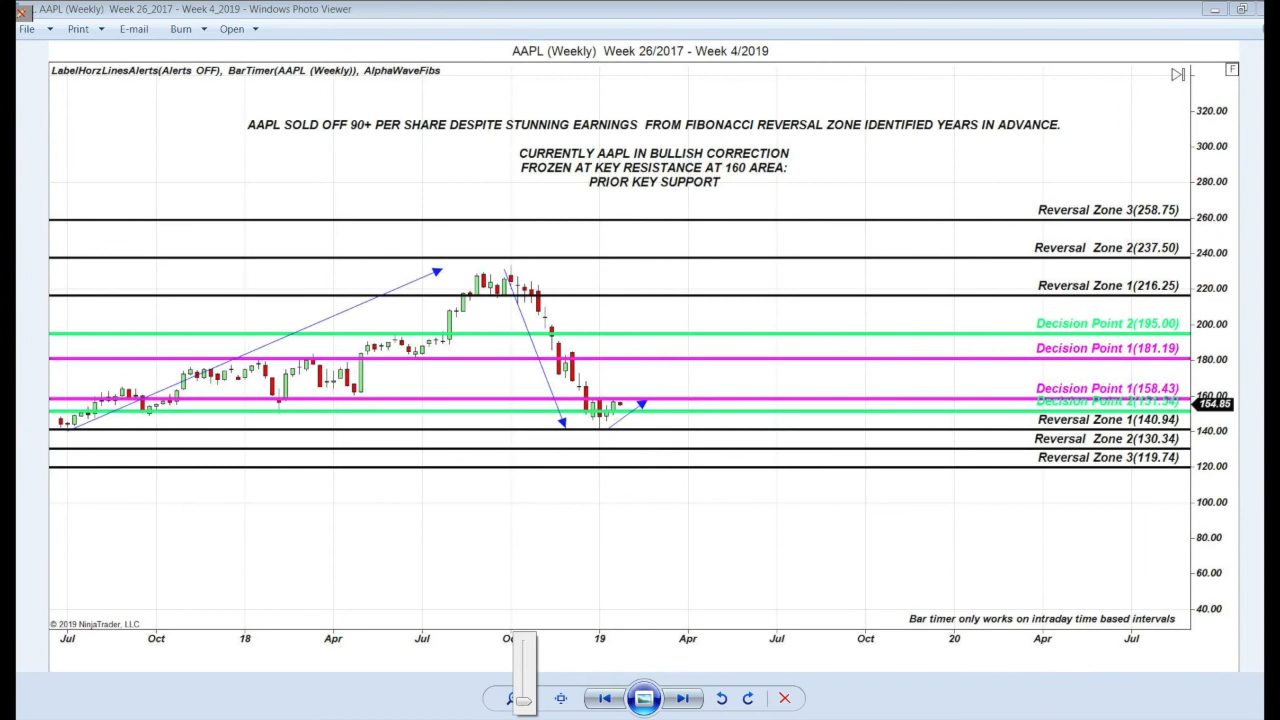 AAPL (Weekly)  Week 26_2017 - Week 4_2019 - Windows Photo Viewer
File Print E-mail Burn Open
AAPL (Weekly)  Week 26/2017 - Week 4/2019
LabelHorzLinesAlerts(Alerts OFF), BarTimer(AAPL (Weekly)), AlphaWaveFibs
F
320.00
AAPL SOLD OFF 90+ PER SHARE DESPITE STUNNING EARNINGS  FROM FIBONACCI REVERSAL ZONE IDENTIFIED YEARS IN ADVANCE.
300.00
CURRENTLY AAPL IN BULLISH CORRECTION
FROZEN AT KEY RESISTANCE AT 160 AREA:
PRIOR KEY SUPPORT
280.00
Reversal Zone 3(258.75)
260.00
Reversal Zone 2(237.50)
240.00
Reversal Zone 1(216.25)
220.00
Decision Point 2(195.00)
200.00
Decision Point 1(181.19)
180.00
Decision Point 1(158.43)
160.00
Decision Point 2(151.54)
154.85
Reversal Zone 1(140.94)
140.00
Reversal Zone 2(130.34)
Reversal Zone 3(119.74)
120.00
100.00
80.00
60.00
40.00
© 2019 NinjaTrader, LLC
Bar timer only works on intraday time based intervals
Jul Oct 18 Apr Jul 19 Apr Jul Oct 20 Apr Jul